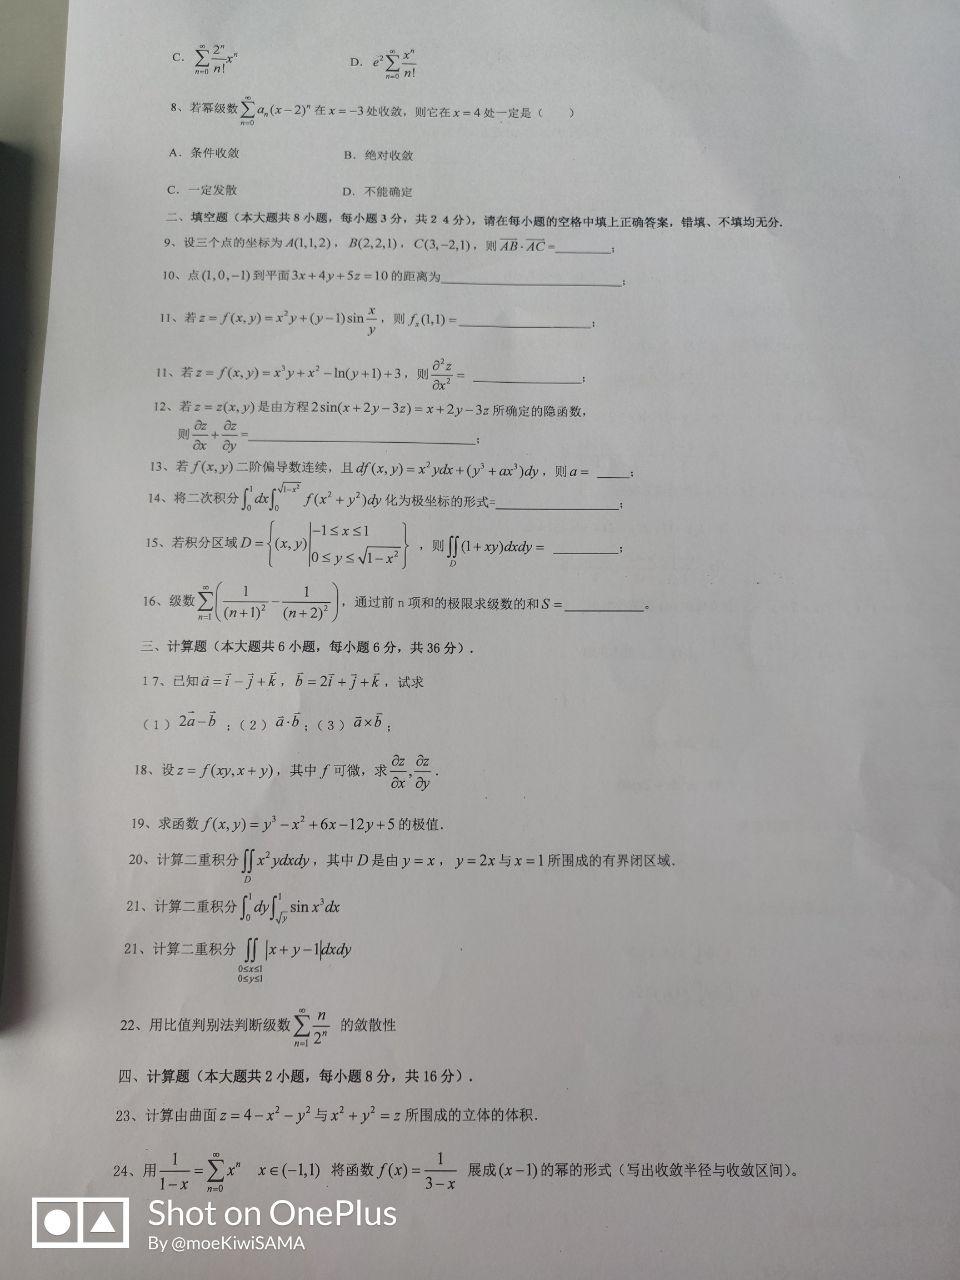 C. $\sum_{n=0}^{\infty}\frac{2^n}{n!}x^n$ D. $e^2\sum_{n=0}^{\infty}\frac{x^n}{n!}$
8、若幂级数$\sum_{n=0}^{\infty}a_n(x-2)^n$在$x=-3$处收敛，则它在$x=4$处一定是（ ）
A. 条件收敛 B. 绝对收敛
C. 一定发散 D. 不能确定
二、填空题（本大题共8小题，每小题3分，共24分），请在每小题的空格中填上正确答案，错填、不填均无分.
9、设三个点的坐标为$A(1,1,2)$，$B(2,2,1)$，$C(3,-2,1)$，则$\overline{AB}\cdot\overline{AC}=$______；
10、点$(1,0,-1)$到平面$3x+4y+5z=10$的距离为______；
11、若$z=f(x,y)=x^2y+(y-1)\sin\frac{x}{y}$，则$f_x(1,1)=$______；
11、若$z=f(x,y)=x^3y+x^2-\ln(y+1)+3$，则$\frac{\partial^2z}{\partial x^2}=$______；
12、若$z=z(x,y)$是由方程$2\sin(x+2y-3z)=x+2y-3z$所确定的隐函数，
则$\frac{\partial z}{\partial x}+\frac{\partial z}{\partial y}=$______；
13、若$f(x,y)$二阶偏导数连续，且$df(x,y)=x^2ydx+(y^3+ax^3)dy$，则$a=$____；
14、将二次积分$\int_0^1dx\int_0^{\sqrt{1-x^2}}f(x^2+y^2)dy$化为极坐标的形式=______；
15、若积分区域$D=\left\{(x,y)\left|\begin{matrix}-1\le x\le1\\0\le y\le\sqrt{1-x^2}\end{matrix}\right.\right\}$，则$\iint_D(1+xy)dxdy=$______；
16、级数$\sum_{n=1}^{\infty}\left(\frac{1}{(n+1)^2}-\frac{1}{(n+2)^2}\right)$，通过前n项和的极限求级数的和$S=$______。
三、计算题（本大题共6小题，每小题6分，共36分）.
17、已知$\vec{a}=\vec{i}-\vec{j}+\vec{k}$，$\vec{b}=2\vec{i}+\vec{j}+\vec{k}$，试求
（1）$2\vec{a}-\vec{b}$；（2）$\vec{a}\cdot\vec{b}$；（3）$\vec{a}\times\vec{b}$；
18、设$z=f(xy,x+y)$，其中$f$可微，求$\frac{\partial z}{\partial x},\frac{\partial z}{\partial y}$.
19、求函数$f(x,y)=y^3-x^2+6x-12y+5$的极值.
20、计算二重积分$\iint_Dx^2ydxdy$，其中$D$是由$y=x$，$y=2x$与$x=1$所围成的有界闭区域.
21、计算二重积分$\int_0^1dy\int_{\sqrt{y}}^1\sin x^3dx$
21、计算二重积分$\iint_{\substack{0\le x\le1\\0\le y\le1}}|x+y-1|dxdy$
22、用比值判别法判断级数$\sum_{n=1}^{\infty}\frac{n}{2^n}$的敛散性
四、计算题（本大题共2小题，每小题8分，共16分）.
23、计算由曲面$z=4-x^2-y^2$与$x^2+y^2=z$所围成的立体的体积.
24、用$\frac{1}{1-x}=\sum_{n=0}^{\infty}x^n$ $x\in(-1,1)$ 将函数$f(x)=\frac{1}{3-x}$ 展成$(x-1)$的幂的形式（写出收敛半径与收敛区间）。
Shot on OnePlus
By @moeKiwiSAMA